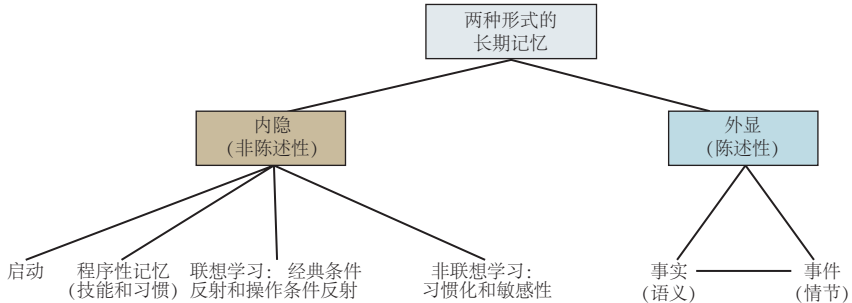 两种形式的
长期记忆
内隐
(非陈述性)
外显
(陈述性)
启动
程序性记忆
(技能和习惯)
联想学习: 经典条件
反射和操作条件反射
非联想学习:
习惯化和敏感性
事实
(语义)
事件
(情节)